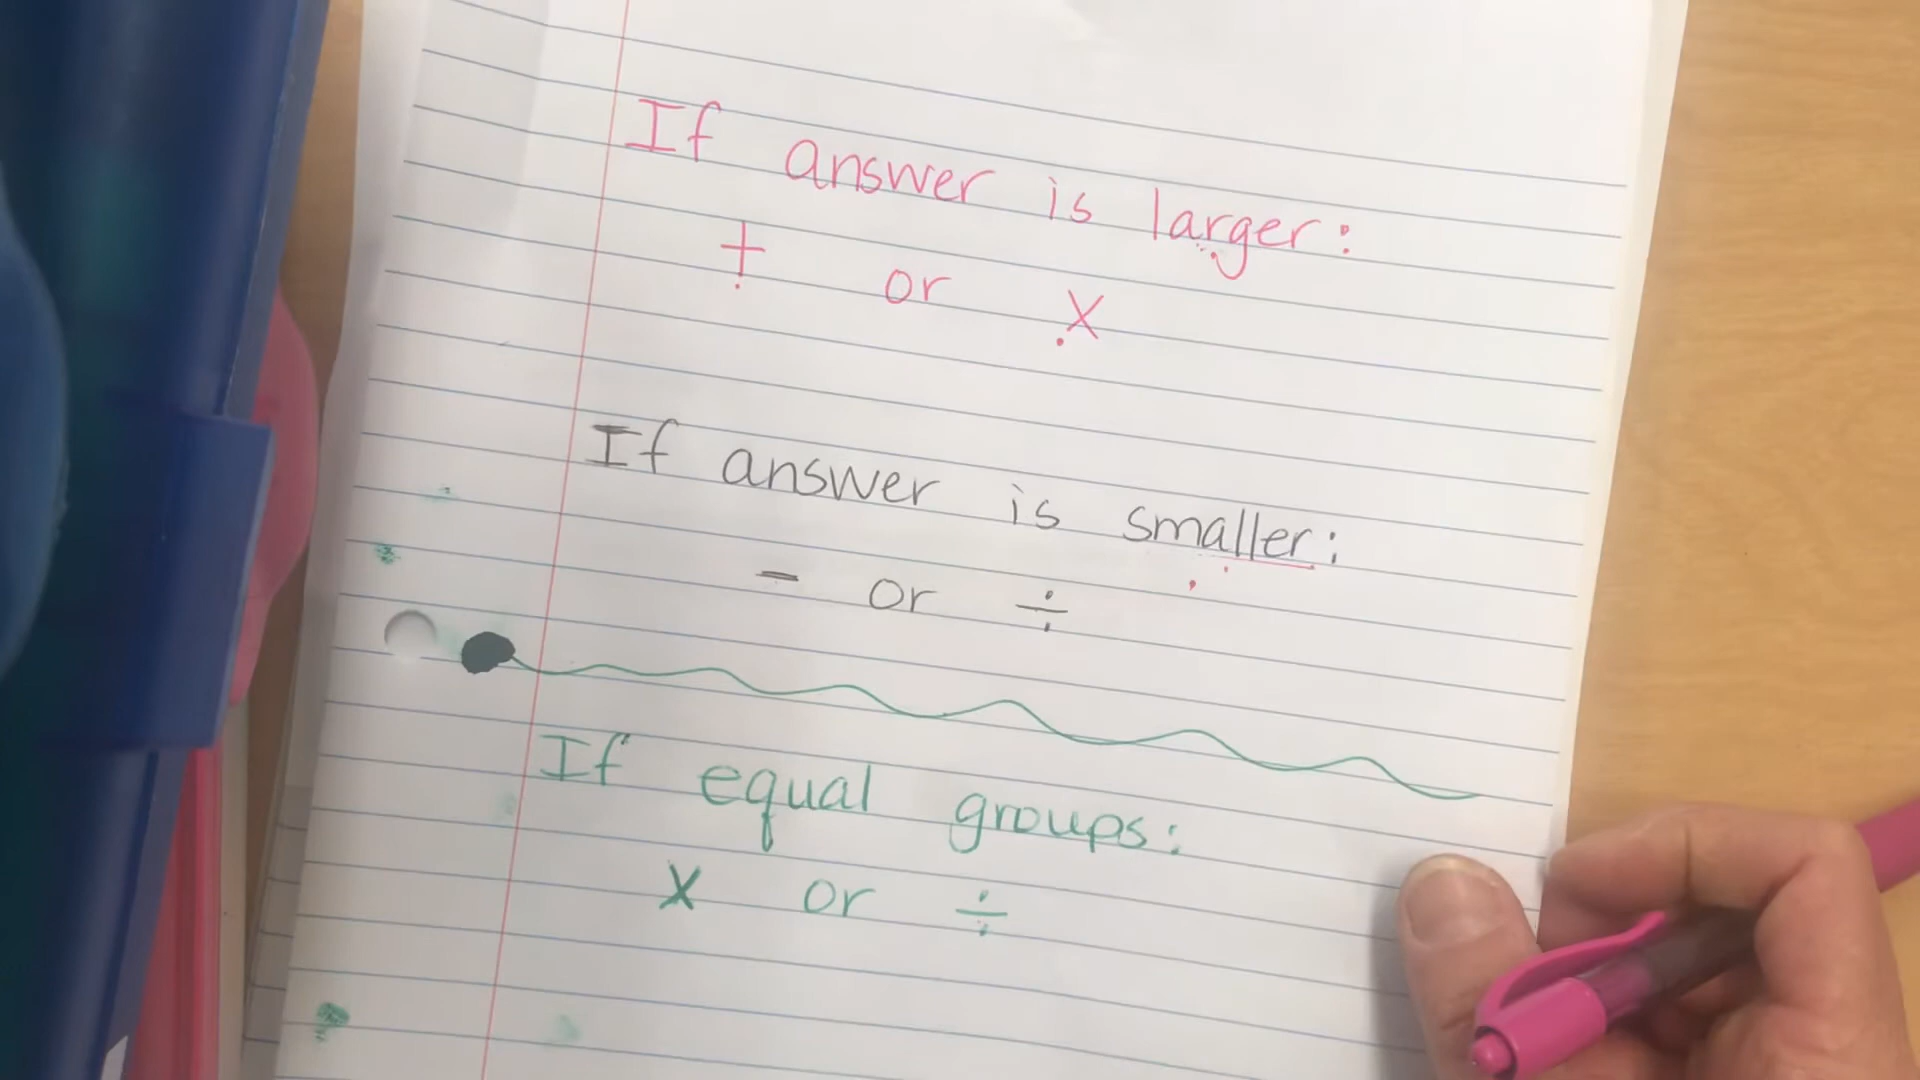 If answer is larger:
+ or x
If answer is smaller:
- or ÷
If equal groups:
x or ÷